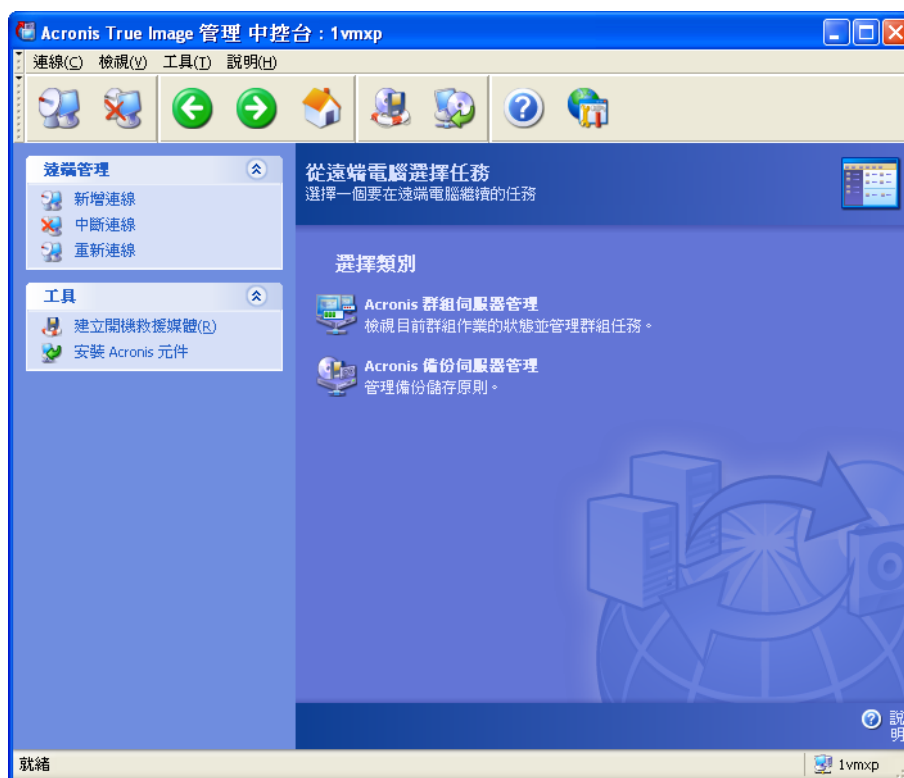 Acronis True Image 管理 中控台 : 1vmxp
連線(C) 檢視(V) 工具(T) 說明(H)
遠端管理
新增連線
中斷連線
重新連線
工具
建立開機救援媒體(R)
安裝 Acronis 元件
從遠端電腦選擇任務
選擇一個要在遠端電腦繼續的任務
選擇類別
Acronis 群組伺服器管理
檢視目前群組作業的狀態並管理群組任務。
Acronis 備份伺服器管理
管理備份儲存原則。
說
明
就緒
1vmxp